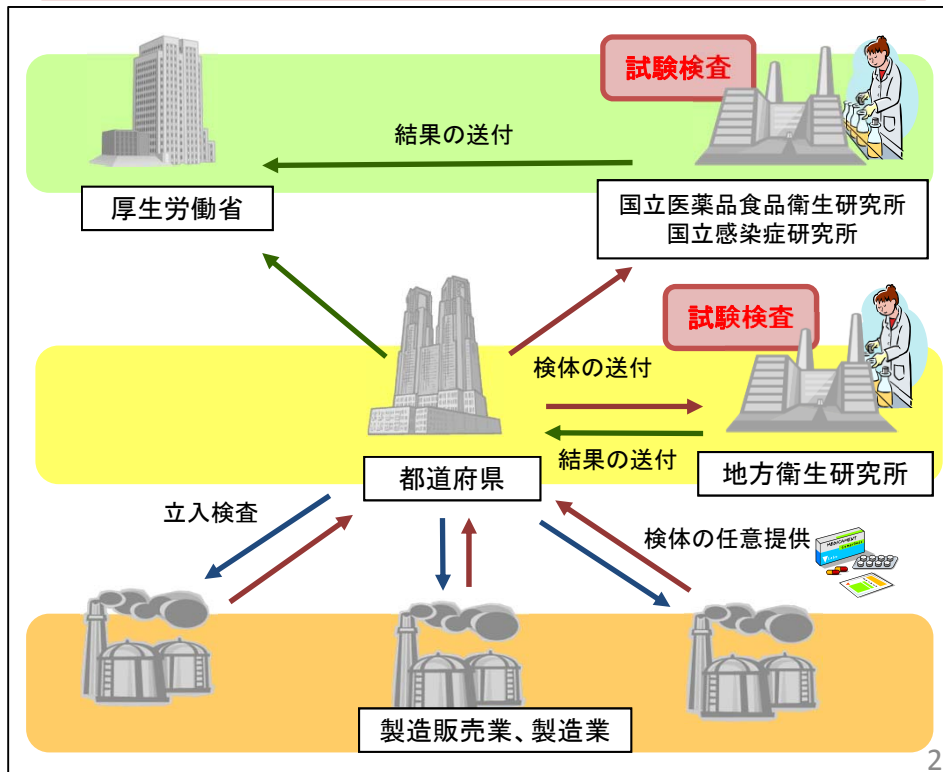 試験検査
結果の送付
厚生労働省
国立医薬品食品衛生研究所
国立感染症研究所
試験検査
検体の送付
結果の送付
都道府県
地方衛生研究所
立入検査
検体の任意提供
製造販売業、製造業
2